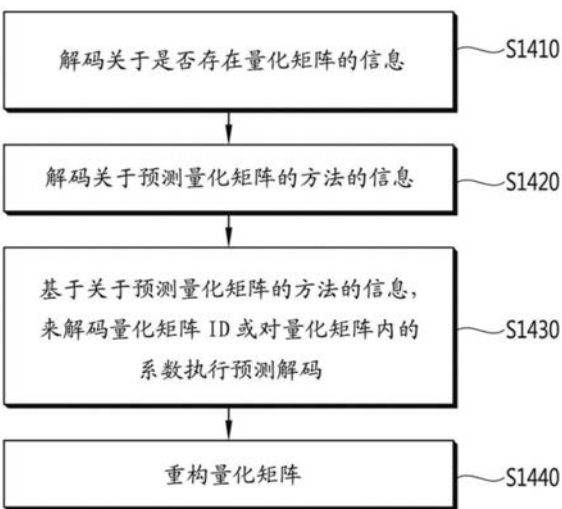 解码关于是否存在量化矩阵的信息
S1410
解码关于预测量化矩阵的方法的信息
S1420
基于关于预测量化矩阵的方法的信息,
来解码量化矩阵 ID 或对量化矩阵内的
系数执行预测解码
S1430
重构量化矩阵
S1440